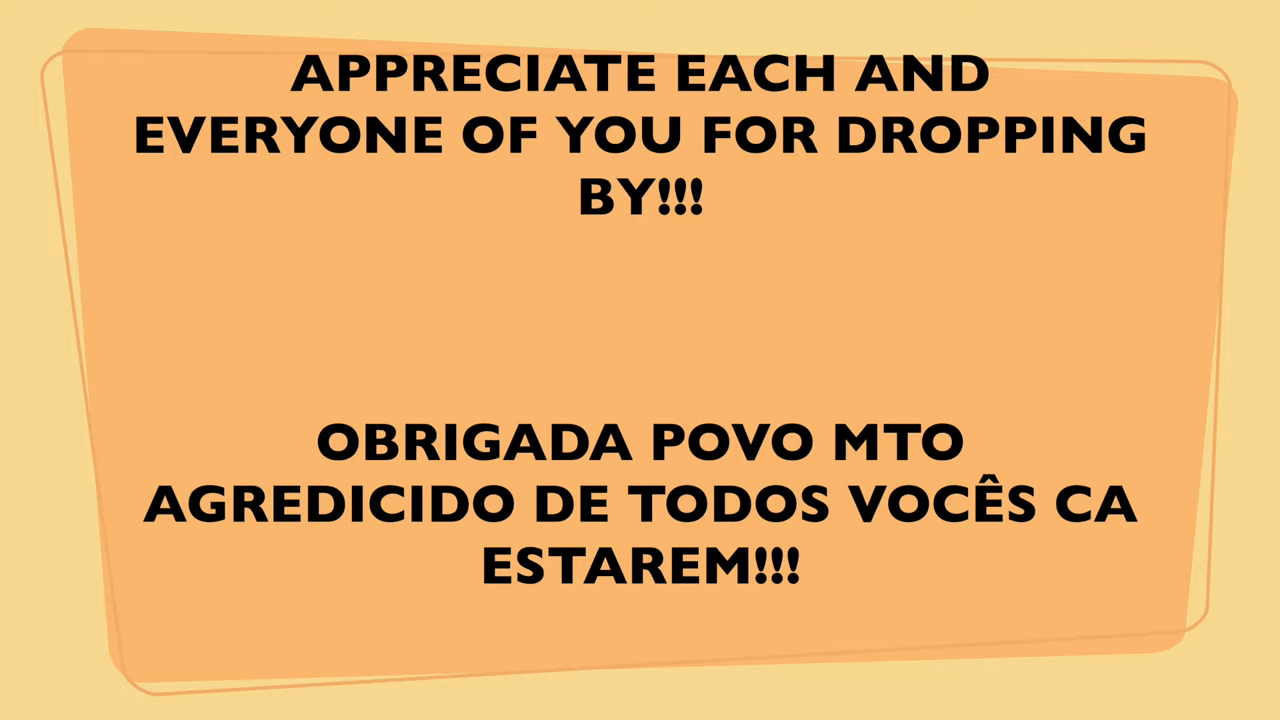 APPRECIATE EACH AND
EVERYONE OF YOU FOR DROPPING
BY!!!
OBRIGADA POVO MTO
AGREDICIDO DE TODOS VOCÊS CA
ESTAREM!!!